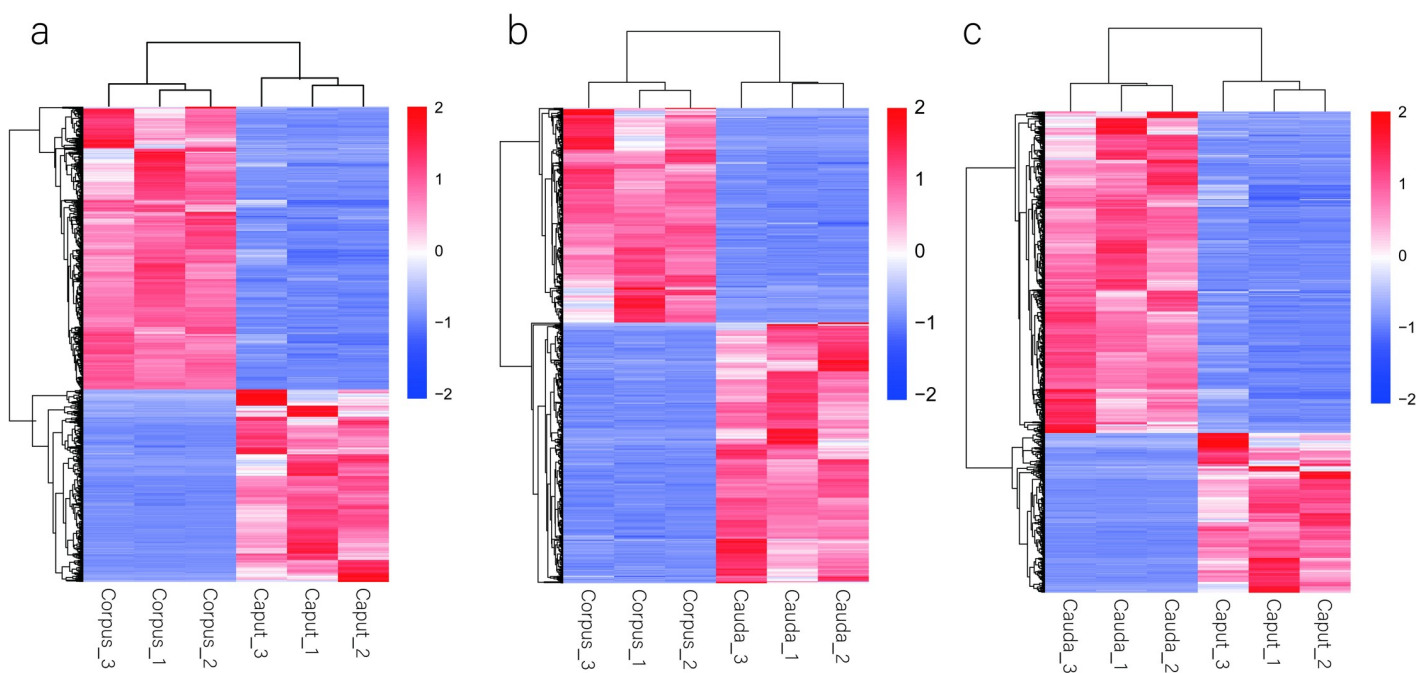 a
2
1
0
−1
−2
Corpus_3
Corpus_1
Corpus_2
Caput_3
Caput_1
Caput_2
b
2
1
0
−1
−2
Corpus_3
Corpus_1
Corpus_2
Cauda_3
Cauda_1
Cauda_2
c
2
1
0
−1
−2
Cauda_3
Cauda_1
Cauda_2
Caput_3
Caput_1
Caput_2